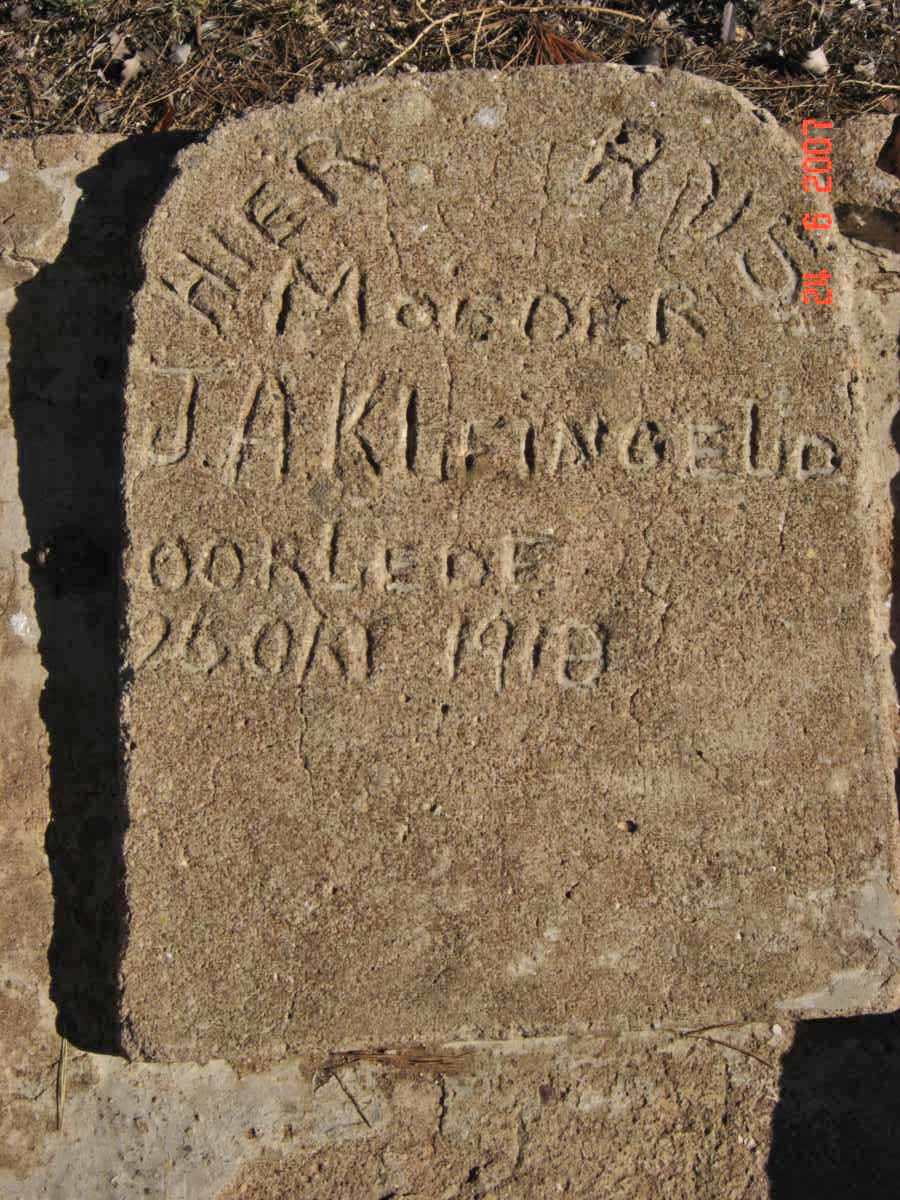 HIER RUS
MOEDER
J.A KLEINGELD
OORLEDE
26 OKT 1918
24 6 2007